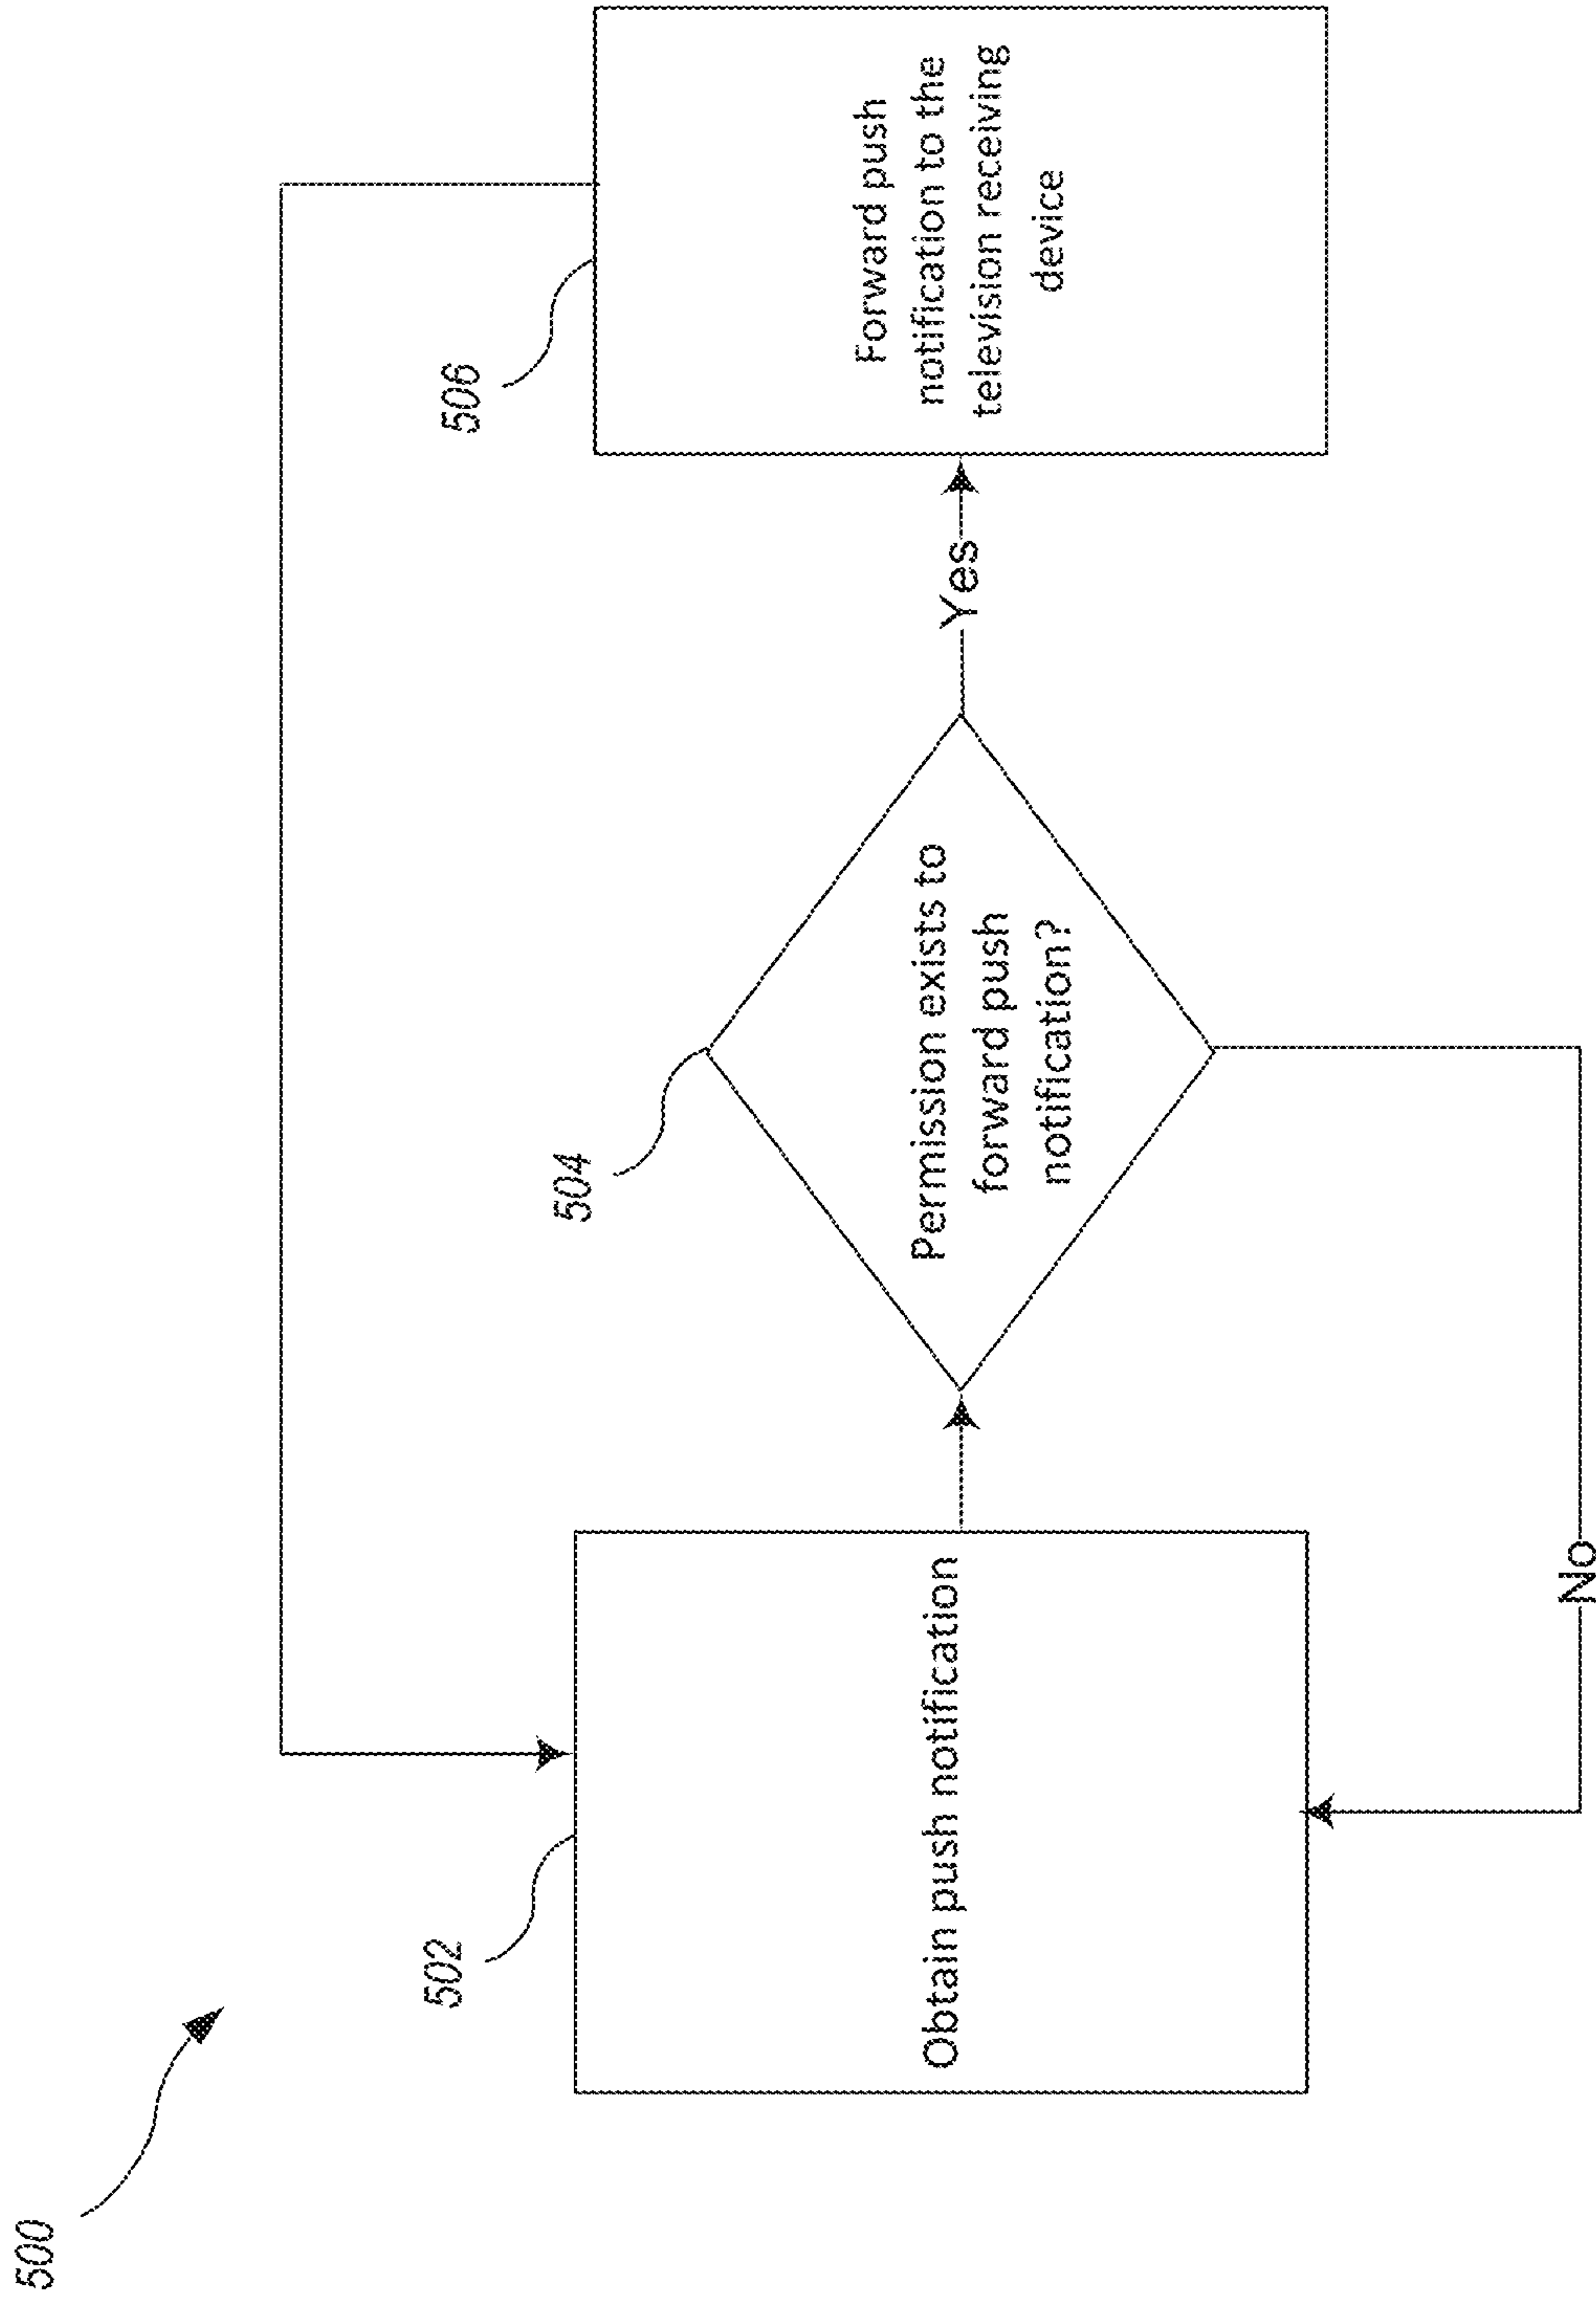 500
502
Obtain push notification
504
Permission exists to
forward push
notification?
No
Yes
506
Forward push
notification to the
television receiving
device